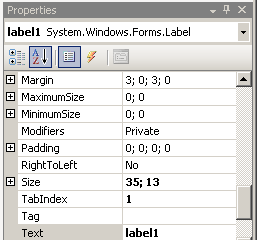 Properties
label1 System.Windows.Forms.Label
Margin 3; 0; 3; 0
MaximumSize 0; 0
MinimumSize 0; 0
Modifiers Private
Padding 0; 0; 0; 0
RightToLeft No
Size 35; 13
TabIndex 1
Tag
Text label1